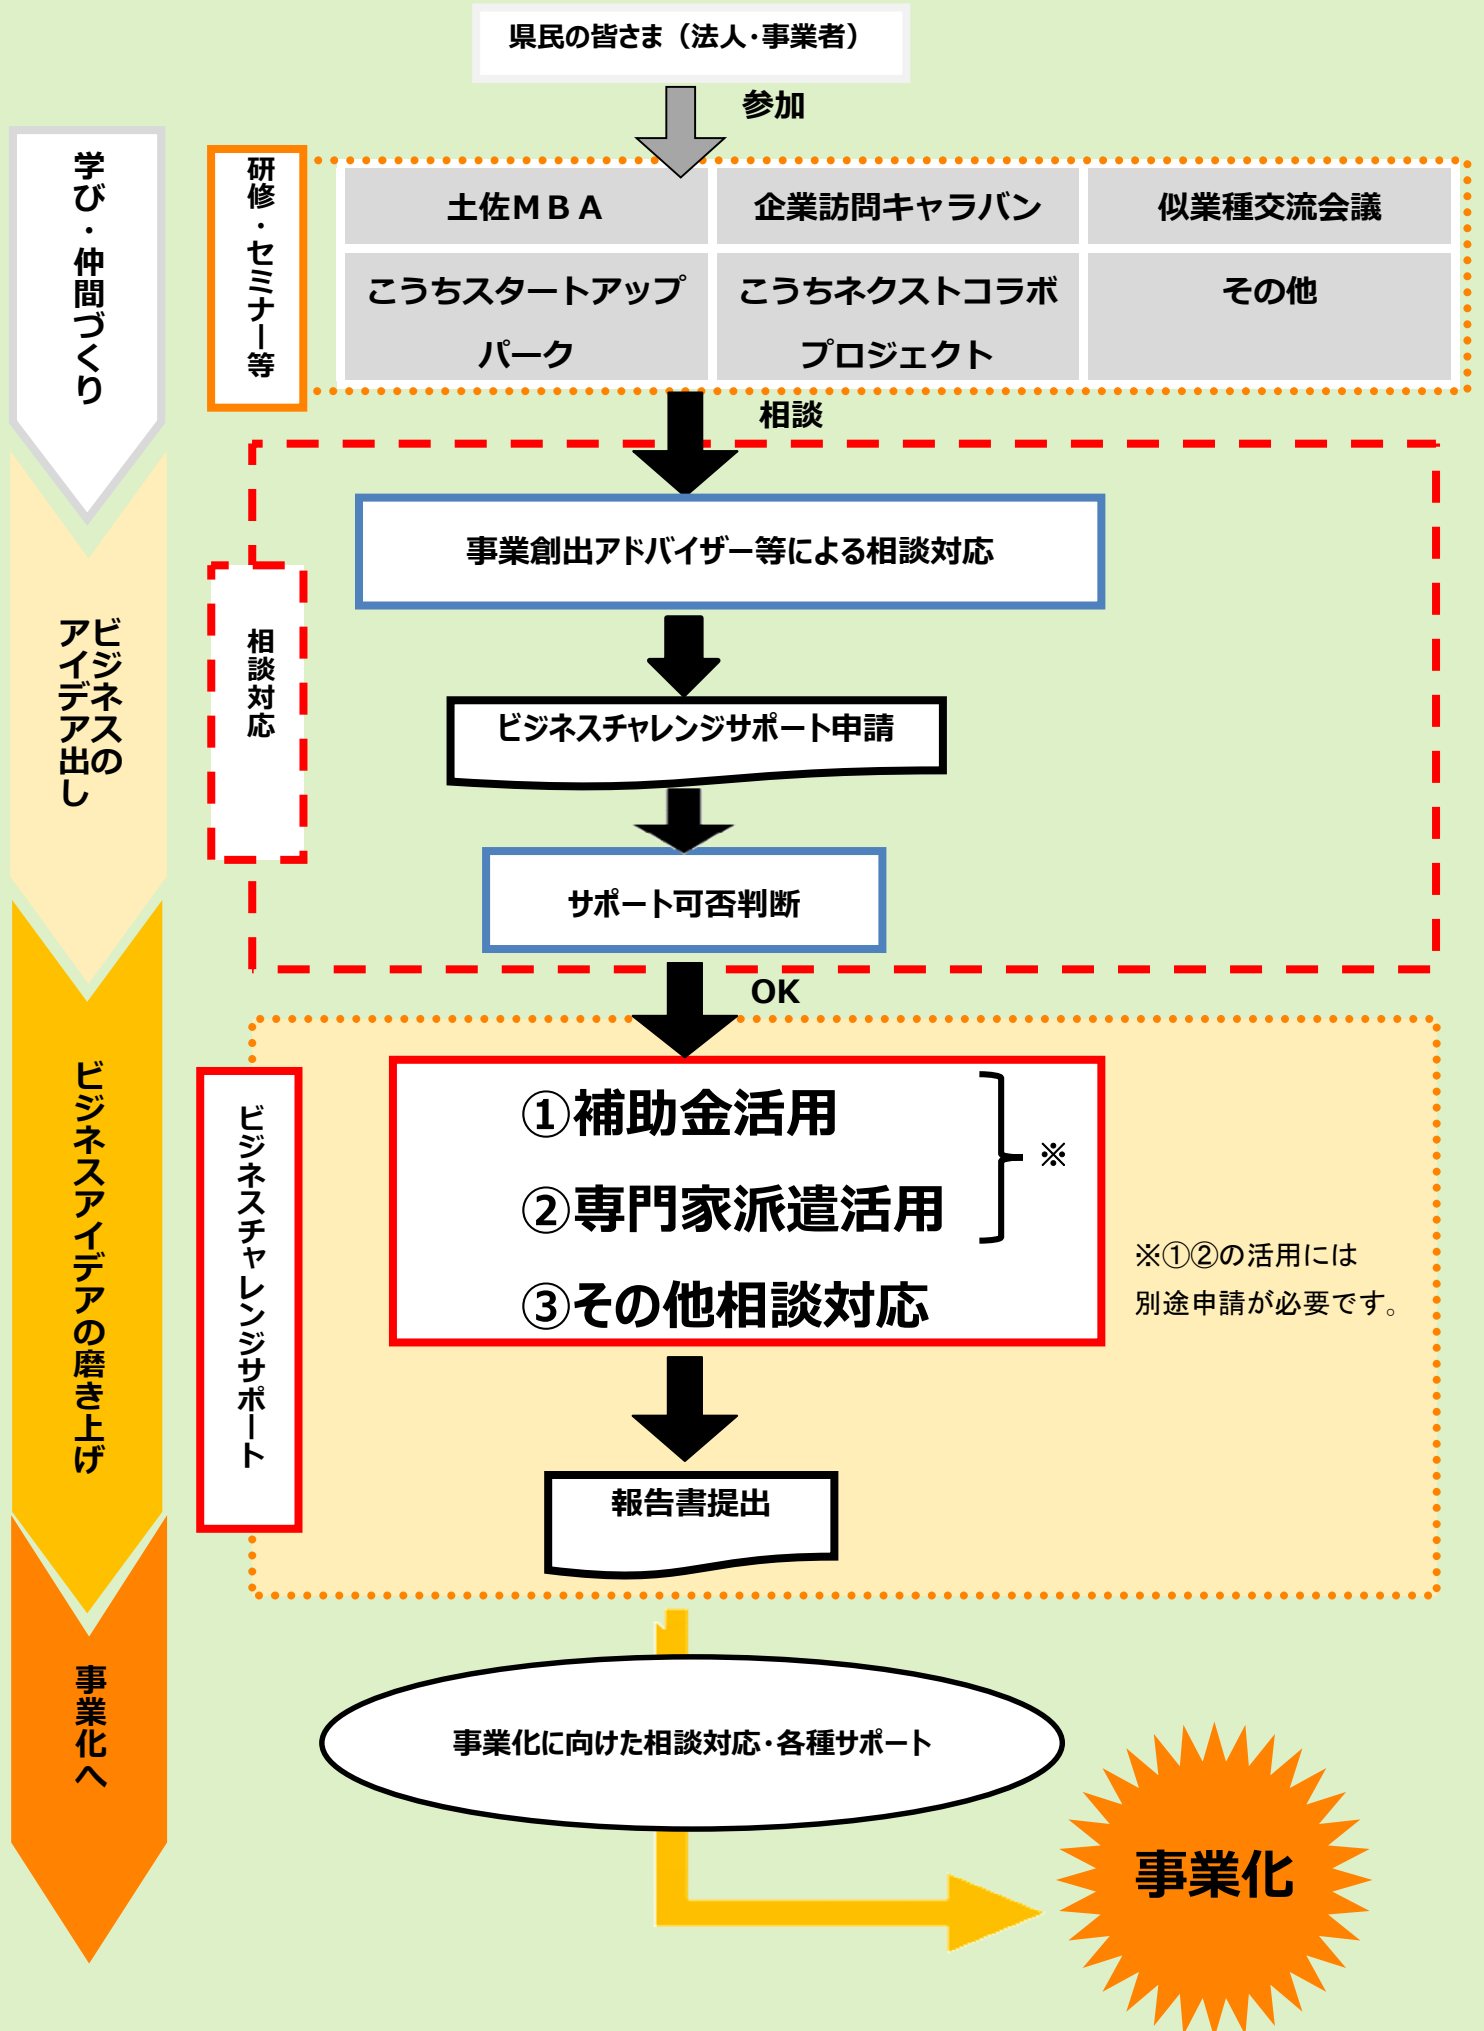 県民の皆さま（法人・事業者）
参加
学び・仲間づくり
研修・セミナー等
土佐ＭＢＡ
企業訪問キャラバン
似業種交流会議
こうちスタートアップ
パーク
こうちネクストコラボ
プロジェクト
その他
相談
ビジネスの
アイデア出し
相談対応
事業創出アドバイザー等による相談対応
ビジネスチャレンジサポート申請
サポート可否判断
OK
ビジネスアイデアの磨き上げ
ビジネスチャレンジサポート
①補助金活用
②専門家派遣活用
③その他相談対応
※
※①②の活用には
別途申請が必要です。
報告書提出
事業化へ
事業化に向けた相談対応・各種サポート
事業化